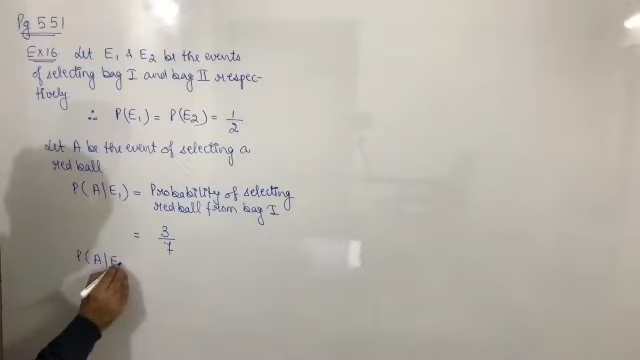 Pg 551
Ex 16. Let E₁ & E₂ be the events
of selecting bag I and bag II respec-
tively
∴ P(E₁) = P(E₂) = 1/2
Let A be the event of selecting a
red ball
P(A|E₁) = Probability of selecting
red ball from bag I
= 3/7
P(A|E